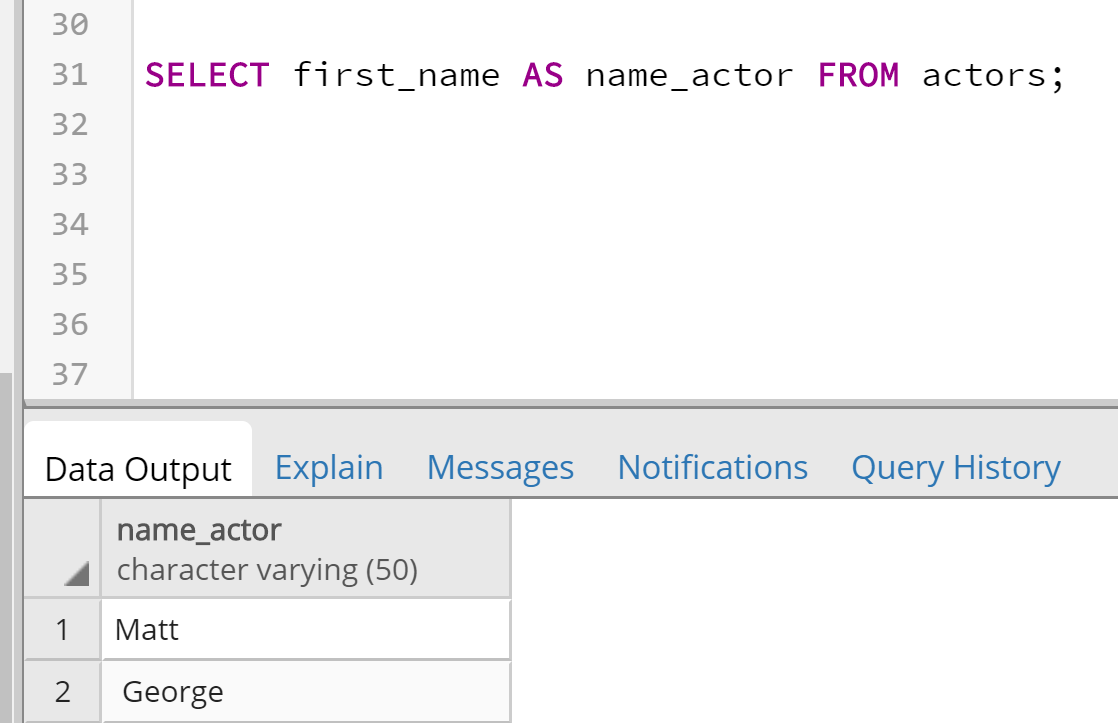 30
31 SELECT first_name AS name_actor FROM actors;
32
33
34
35
36
37
Data Output Explain Messages Notifications Query History
name_actor
character varying (50)
1 Matt
2 George